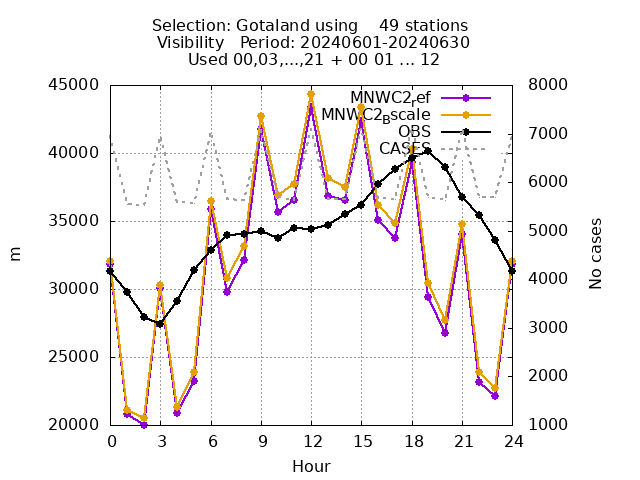 Selection: Gotaland using    49 stations
Visibility   Period: 20240601-20240630
Used 00,03,...,21 + 00 01 ... 12
45000
40000
35000
30000
25000
20000
8000
7000
6000
5000
4000
3000
2000
1000
MNWC2ref
MNWC2Bscale
OBS
CASES
m
No cases
0 3 6 9 12 15 18 21 24
Hour